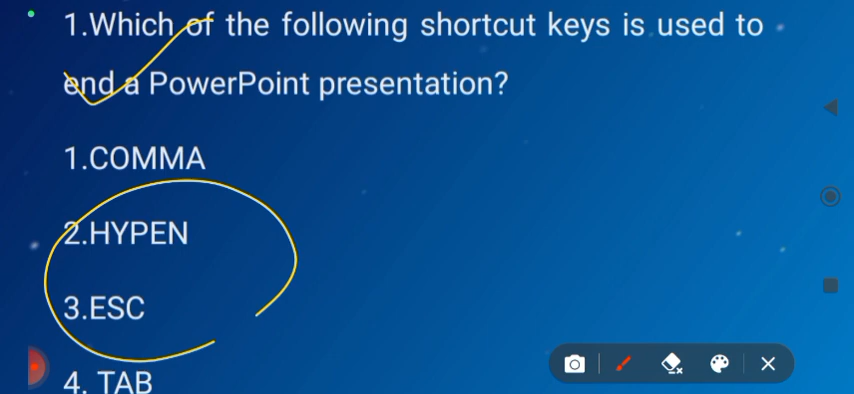 1.Which of the following shortcut keys is used to
end a PowerPoint presentation?
1.COMMA
2.HYPEN
3.ESC
4. TAB